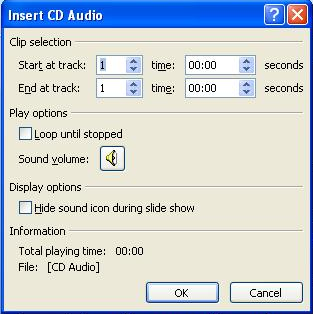 Insert CD Audio
Clip selection
Start at track: 1 time: 00:00 seconds
End at track: 1 time: 00:00 seconds
Play options
Loop until stopped
Sound volume:
Display options
Hide sound icon during slide show
Information
Total playing time: 00:00
File: [CD Audio]
OK Cancel